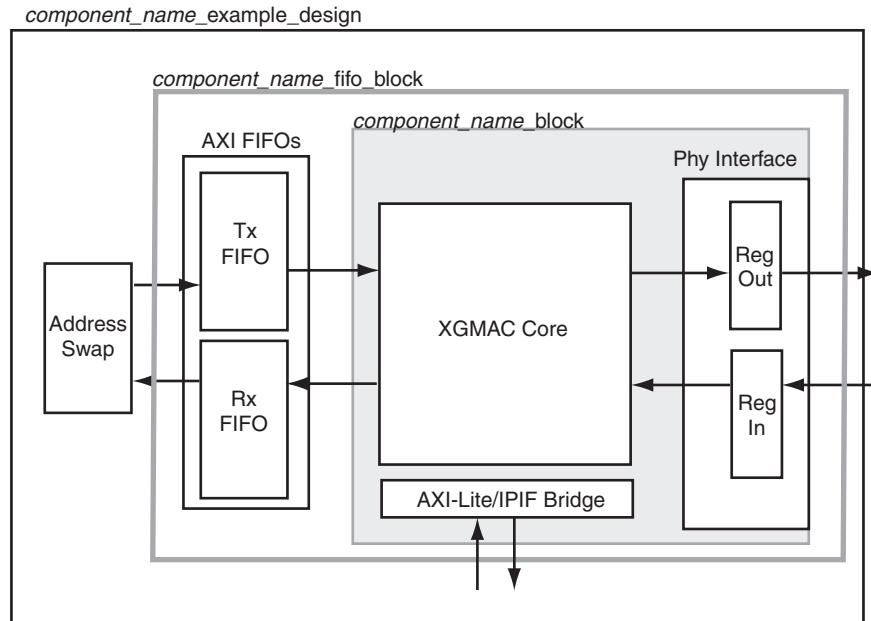 component_name_example_design
component_name_fifo_block
component_name_block
AXI FIFOs
Phy Interface
Tx
FIFO
Reg
Out
Address
Swap
XGMAC Core
Rx
FIFO
Reg
In
AXI-Lite/IPIF Bridge